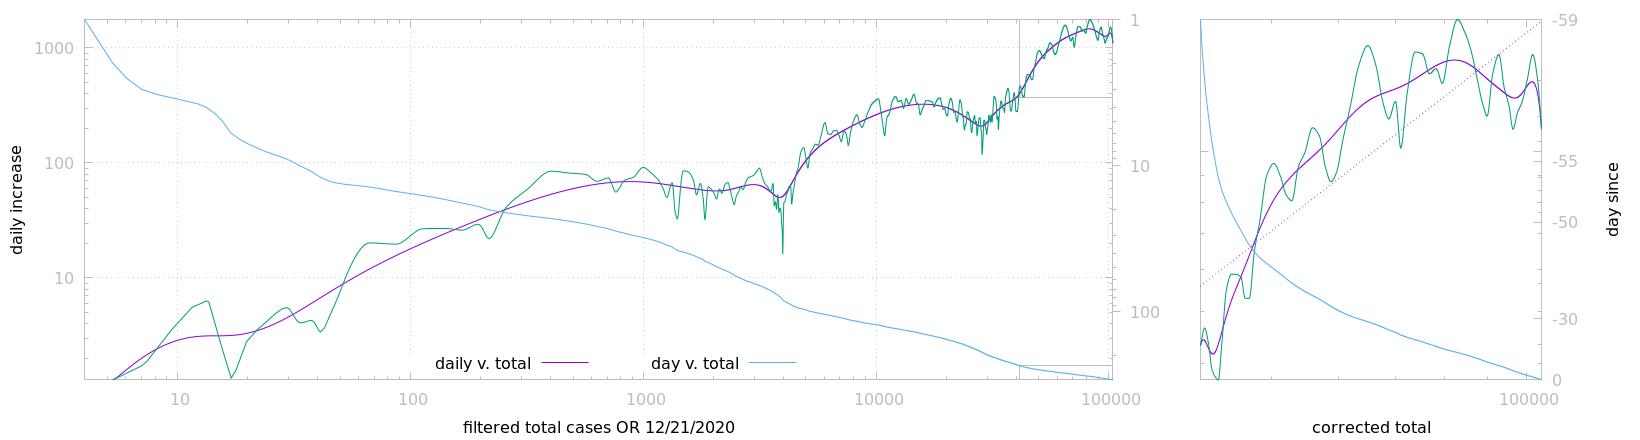 1000
100
10
daily increase
10
100
1000
10000
100000
filtered total cases OR 12/21/2020
daily v. total
day v. total
1
10
100
-59
-55
-50
-30
0
day since
100000
corrected total